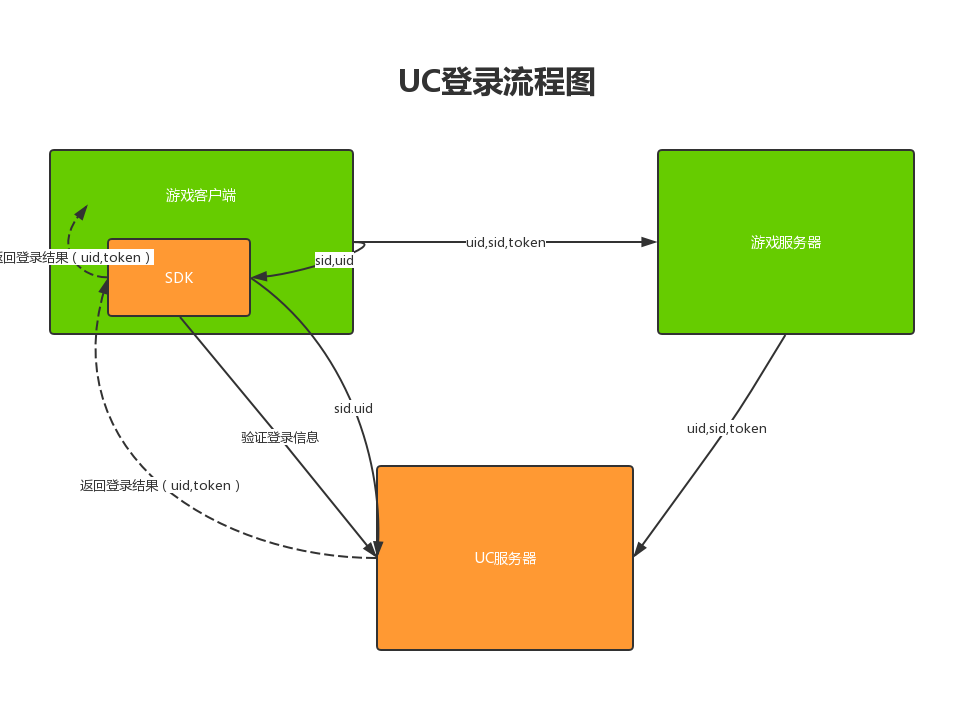 UC登录流程图
游戏客户端
uid,sid,token
游戏服务器
返回登录结果（uid,token）
sid,uid
SDK
sid.uid
uid,sid,token
验证登录信息
返回登录结果（uid,token）
UC服务器